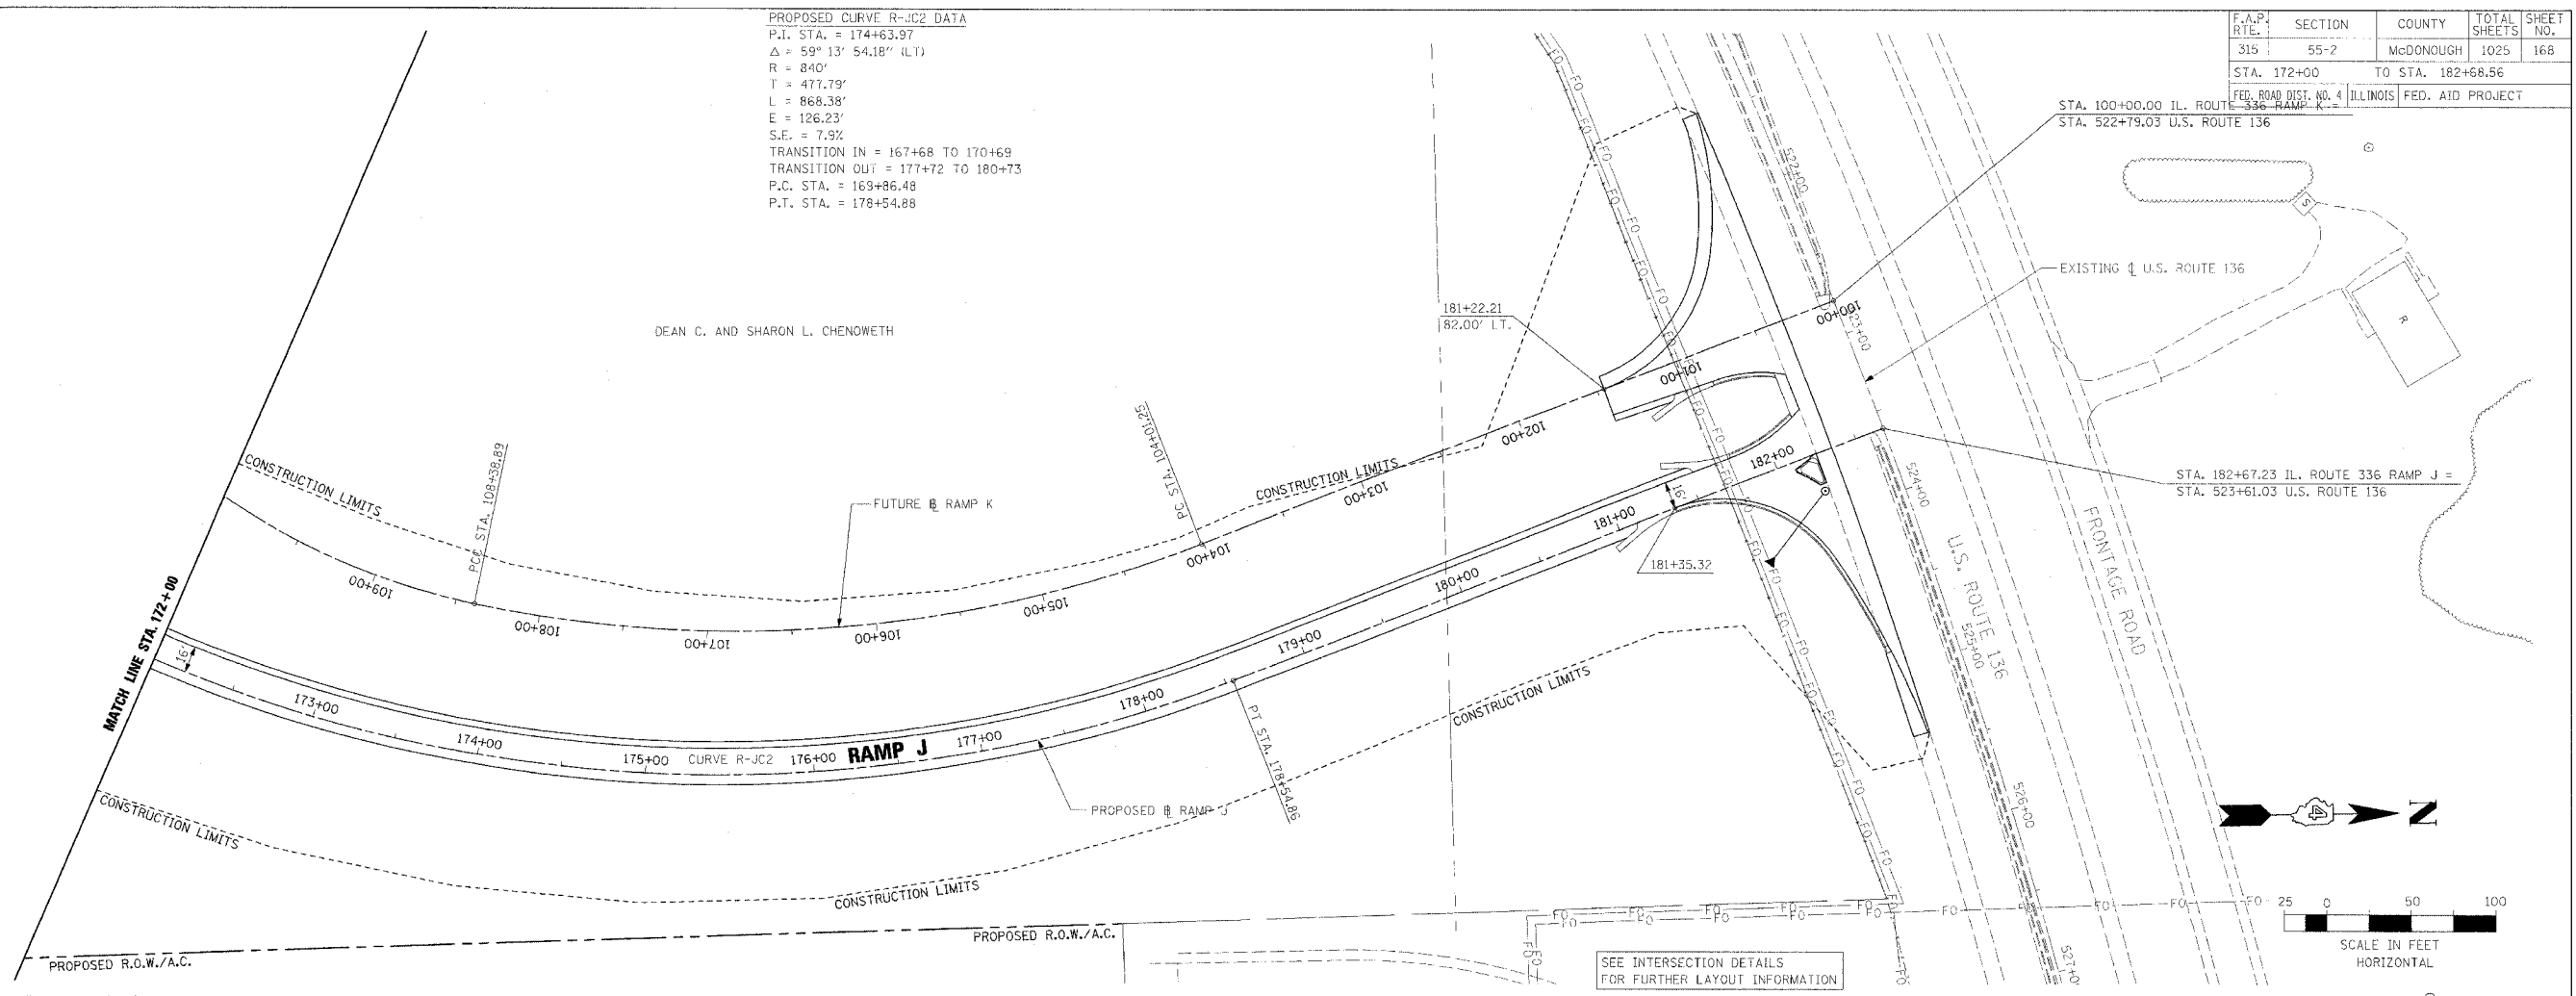 PROPOSED CURVE R-JC2 DATA
P.I. STA. = 174+63.97
Δ = 59° 13' 54.18" (LT)
R = 840'
T = 477.79'
L = 868.38'
E = 126.23'
S.E. = 7.9%
TRANSITION IN = 167+68 TO 170+69
TRANSITION OUT = 177+72 TO 180+73
P.C. STA. = 169+86.48
P.T. STA. = 178+54.88
F.A.P. RTE. SECTION COUNTY TOTAL SHEETS SHEET NO.
315 55-2 McDONOUGH 1025 168
STA. 172+00 TO STA. 182+68.56
FED. ROAD DIST. NO. 4 ILLINOIS FED. AID PROJECT
STA. 100+00.00 IL. ROUTE 336 RAMP K =
STA. 522+79.03 U.S. ROUTE 136
EXISTING ℄ U.S. ROUTE 136
DEAN C. AND SHARON L. CHENOWETH
181+22.21
82.00' LT.
522+00
100+00
523+00
101+00
102+00
103+00
104+00
105+00
106+00
107+00
108+00
109+00
S
R
PC STA. 104+01.25
PCC STA. 108+38.89
CONSTRUCTION LIMITS
CONSTRUCTION LIMITS
FUTURE ⅊ RAMP K
STA. 182+67.23 IL. ROUTE 336 RAMP J =
STA. 523+61.03 U.S. ROUTE 136
182+00
181+00
180+00
179+00
178+00
177+00
176+00
175+00
174+00
173+00
16'
16'
181+35.32
524+00
525+00
526+00
527+00
U.S. ROUTE 136
FRONTAGE ROAD
MATCH LINE STA. 172+00
CURVE R-JC2
RAMP J
PROPOSED ⅊ RAMP J
PT STA. 178+54.86
CONSTRUCTION LIMITS
CONSTRUCTION LIMITS
CONSTRUCTION LIMITS
PROPOSED R.O.W./A.C.
PROPOSED R.O.W./A.C.
FO FO FO FO FO FO FO FO
SEE INTERSECTION DETAILS
FOR FURTHER LAYOUT INFORMATION
4
N
25 0 50 100
SCALE IN FEET
HORIZONTAL